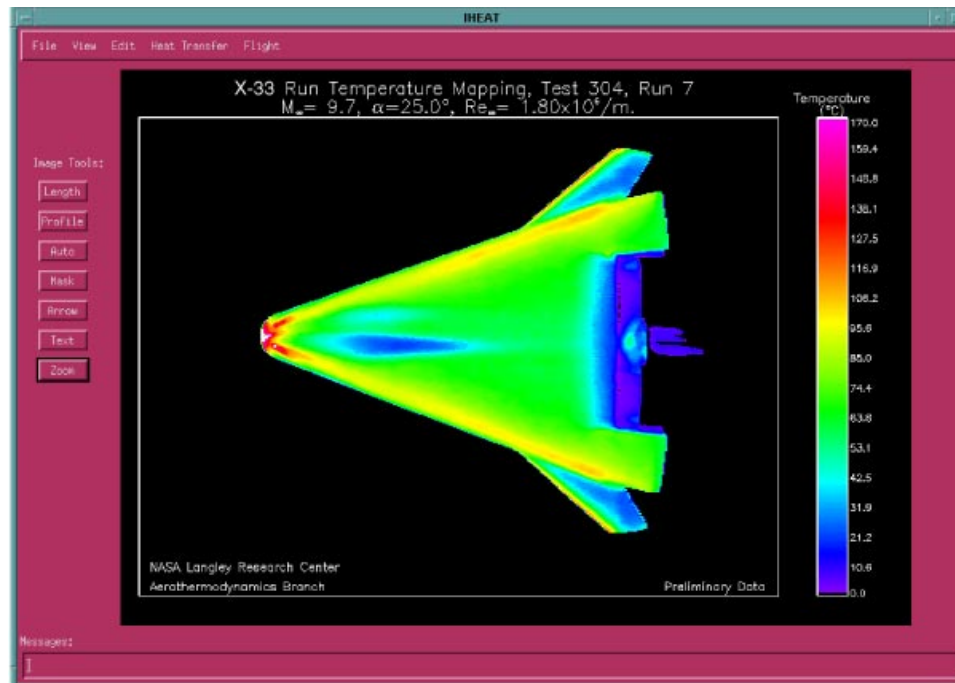 IHEAT
File View Edit Heat Transfer Flight
X-33 Run Temperature Mapping, Test 304, Run 7
M∞= 9.7, α=25.0°, Re∞= 1.80x10⁶/m.
Temperature
(°C)
170.0
159.4
148.8
138.1
127.5
116.9
106.2
95.6
85.0
74.4
63.8
53.1
42.5
31.9
21.2
10.6
0.0
Image Tools:
Length
Profile
Auto
Mask
Arrow
Text
Zoom
NASA Langley Research Center
Aerothermodynamics Branch
Preliminary Data
Messages: